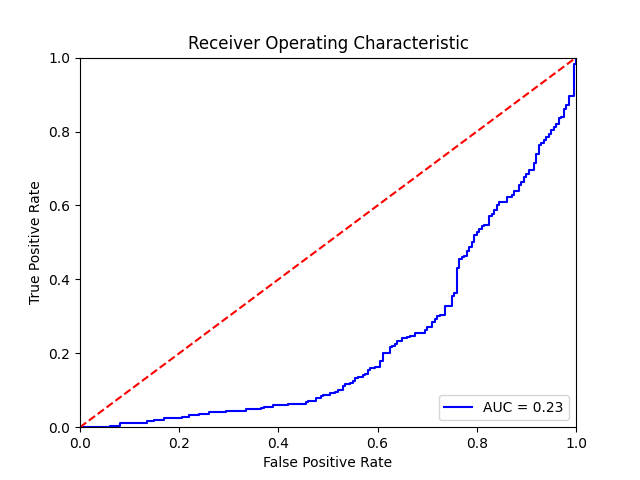 Receiver Operating Characteristic
1.0
0.8
0.6
0.4
0.2
0.0
True Positive Rate
AUC = 0.23
0.0 0.2 0.4 0.6 0.8 1.0
False Positive Rate